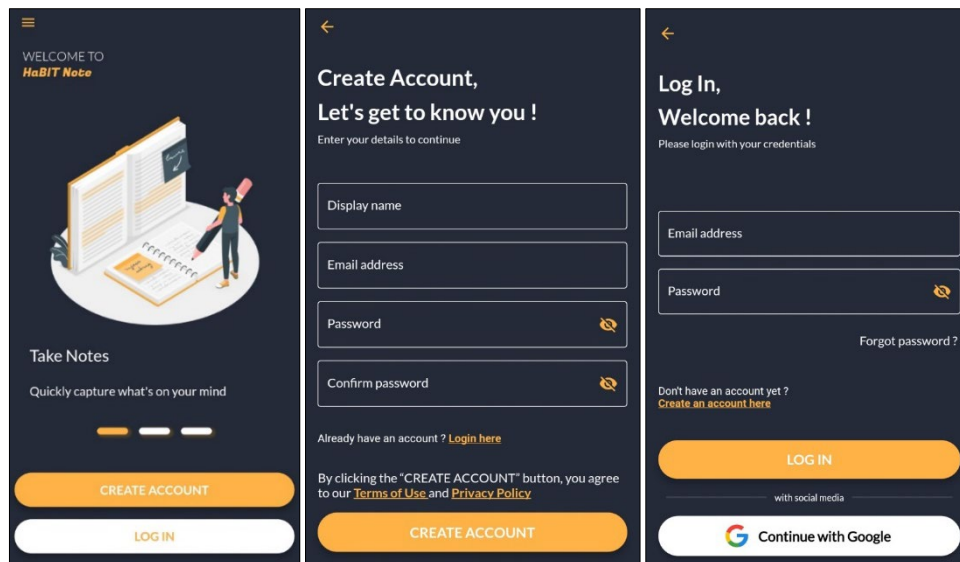 WELCOME TO
HaBIT Note
Take Notes
Quickly capture what's on your mind
CREATE ACCOUNT
LOG IN
Create Account,
Let's get to know you !
Enter your details to continue
Display name
Email address
Password
Confirm password
Already have an account ? Login here
By clicking the “CREATE ACCOUNT” button, you agree
to our Terms of Use and Privacy Policy
CREATE ACCOUNT
Log In,
Welcome back !
Please login with your credentials
Email address
Password
Forgot password ?
Don't have an account yet ?
Create an account here
LOG IN
with social media
Continue with Google